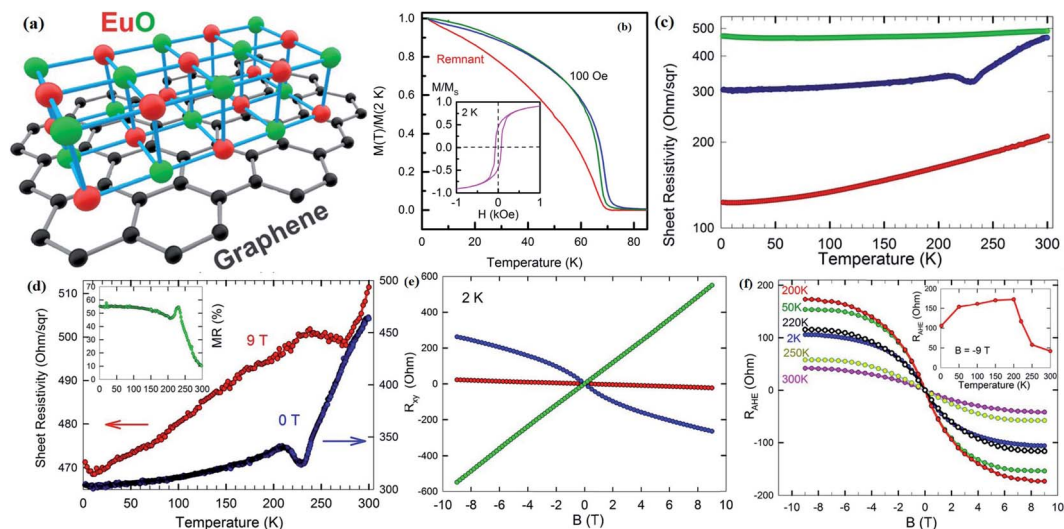 (a)
EuO
Graphene
(b)
1.0
0.8
0.6
0.4
0.2
0.0
M(T)/M(2 K)
Remnant
100 Oe
M/Ms
2 K
1.0
0.5
0.0
-0.5
-1.0
-1 0 1
H (kOe)
0 20 40 60 80
Temperature (K)
(c)
500
400
300
200
100
Sheet Resistivity (Ohm/sqr)
0 50 100 150 200 250 300
Temperature (K)
(d)
510
500
490
480
470
Sheet Resistivity (Ohm/sqr)
70
60
50
40
30
20
10
0
MR (%)
0 50 100 150 200 250 300
9 T
0 T
500
450
400
350
300
0 50 100 150 200 250 300
Temperature (K)
(e)
2 K
600
400
200
0
-200
-400
-600
Rxy (Ohm)
-10 -8 -6 -4 -2 0 2 4 6 8 10
B (T)
(f)
200
100
0
-100
200
RAHE (Ohm)
200K
50K
220K
2K
250K
300K
200
150
100
50
0
RAHE (Ohm)
B = -9 T
0 50 100 150 200 250 300
Temperature (K)
-10 -8 -6 -4 -2 0 2 4 6 8 10
B (T)